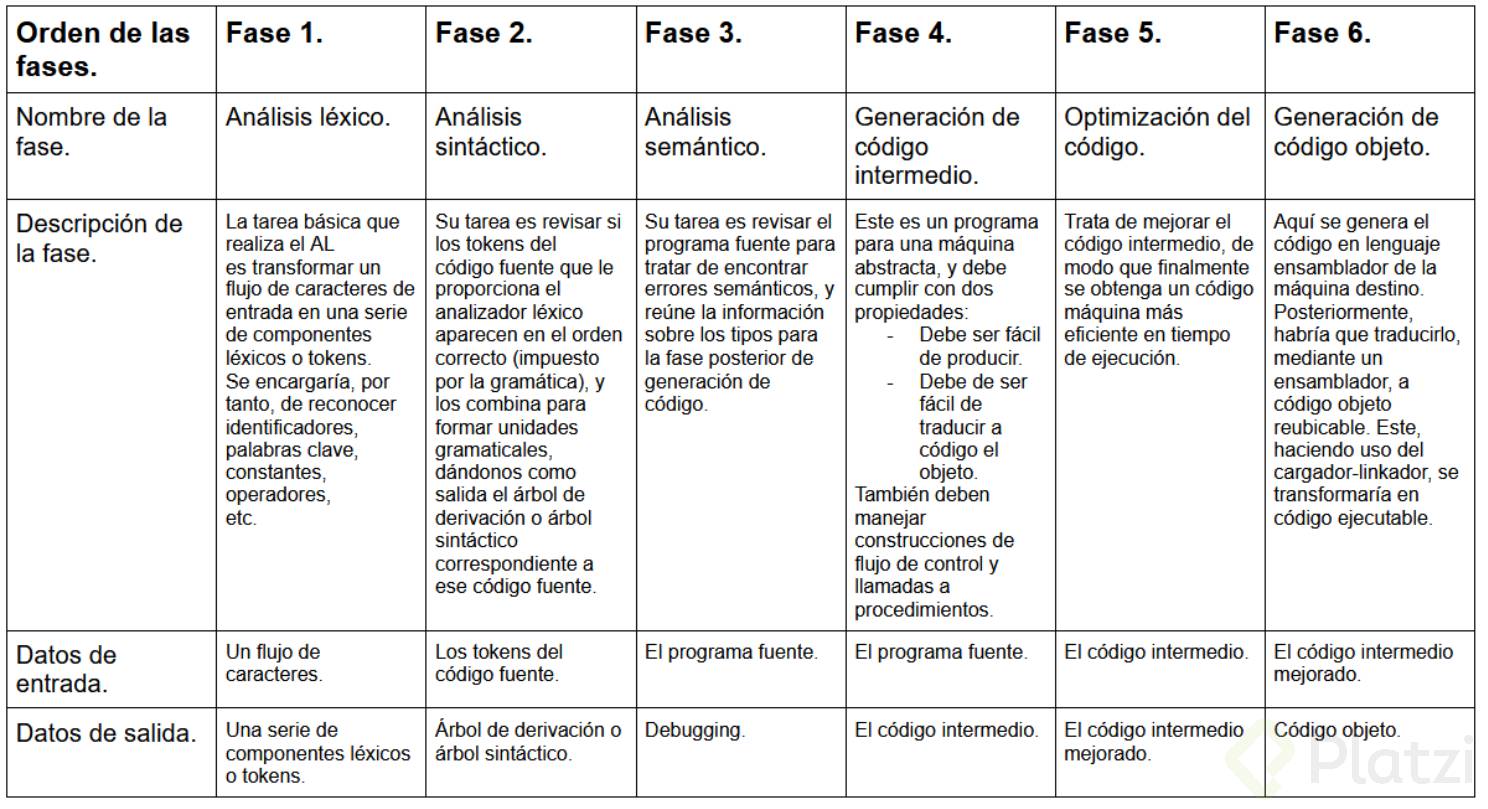 Orden de las
fases.
Fase 1.
Fase 2.
Fase 3.
Fase 4.
Fase 5.
Fase 6.
Nombre de la
fase.
Análisis léxico.
Análisis
sintáctico.
Análisis
semántico.
Generación de
código
intermedio.
Optimización del
código.
Generación de
código objeto.
Descripción de
la fase.
La tarea básica que
realiza el AL
es transformar un
flujo de caracteres de
entrada en una serie
de componentes
léxicos o tokens.
Se encargaría, por
tanto, de reconocer
identificadores,
palabras clave,
constantes,
operadores,
etc.
Su tarea es revisar si
los tokens del
código fuente que le
proporciona el
analizador léxico
aparecen en el orden
correcto (impuesto
por la gramática), y
los combina para
formar unidades
gramaticales,
dándonos como
salida el árbol de
derivación o árbol
sintáctico
correspondiente a
ese código fuente.
Su tarea es revisar el
programa fuente para
tratar de encontrar
errores semánticos, y
reúne la información
sobre los tipos para
la fase posterior de
generación de
código.
Este es un programa
para una máquina
abstracta, y debe
cumplir con dos
propiedades:
- Debe ser fácil
de producir.
- Debe de ser
fácil de
traducir a
código el
objeto.
También deben
manejar
construcciones de
flujo de control y
llamadas a
procedimientos.
Trata de mejorar el
código intermedio, de
modo que finalmente
se obtenga un código
máquina más
eficiente en tiempo
de ejecución.
Aquí se genera el
código en lenguaje
ensamblador de la
máquina destino.
Posteriormente,
habría que traducirlo,
mediante un
ensamblador, a
código objeto
reubicable. Este,
haciendo uso del
cargador-linkador, se
transformaría en
código ejecutable.
Datos de
entrada.
Un flujo de
caracteres.
Los tokens del
código fuente.
El programa fuente.
El programa fuente.
El código intermedio.
El código intermedio
mejorado.
Datos de salida.
Una serie de
componentes léxicos
o tokens.
Árbol de derivación o
árbol sintáctico.
Debugging.
El código intermedio.
El código intermedio
mejorado.
Código objeto.
Platzi